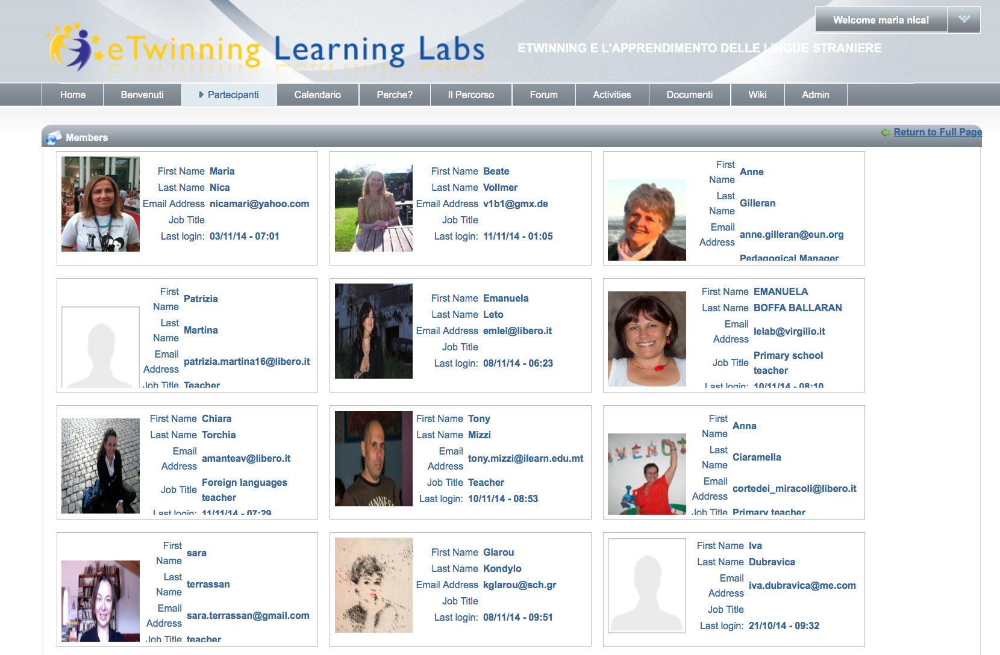 Welcome maria nica!
eTwinning Learning Labs
ETWINNING E L'APPRENDIMENTO DELLE LINGUE STRANIERE
Home Benvenuti Partecipanti Calendario Perche? Il Percorso Forum Activities Documenti Wiki Admin
Members
Return to Full Page
First Name Maria
Last Name Nica
Email Address nicamari@yahoo.com
Job Title
Last login: 03/11/14 - 07:01
First Name Beate
Last Name Vollmer
Email Address v1b1@gmx.de
Job Title
Last login: 11/11/14 - 01:05
First
Name Anne
Last
Name Gilleran
Email
Address anne.gilleran@eun.org
Pedagogical Manager
First
Name Patrizia
Last
Name Martina
Email
Address patrizia.martina16@libero.it
Job Title Teacher
First Name Emanuela
Last Name Leto
Email Address emlel@libero.it
Job Title
Last login: 08/11/14 - 06:23
First Name EMANUELA
Last Name BOFFA BALLARAN
Email
Address lelab@virgilio.it
Job Title Primary school
teacher
Last login: 10/11/14 - 08:10
First Name Chiara
Last Name Torchia
Email
Address amanteav@libero.it
Job Title Foreign languages
teacher
Last login: 11/11/14 - 07:29
First Name Tony
Last Name Mizzi
Email
Address tony.mizzi@ilearn.edu.mt
Job Title Teacher
Last login: 10/11/14 - 08:53
First
Name Anna
Last
Name Ciaramella
Email
Address cortedei_miracoli@libero.it
Job Title Primary teacher
First
Name sara
Last
Name terrassan
Email
Address sara.terrassan@gmail.com
Job Title teacher
First Name Glarou
Last Name Kondylo
Email Address kglarou@sch.gr
Job Title
Last login: 08/11/14 - 09:51
First Name Iva
Last Name Dubravica
Email
Address iva.dubravica@me.com
Job Title
Last login: 21/10/14 - 09:32